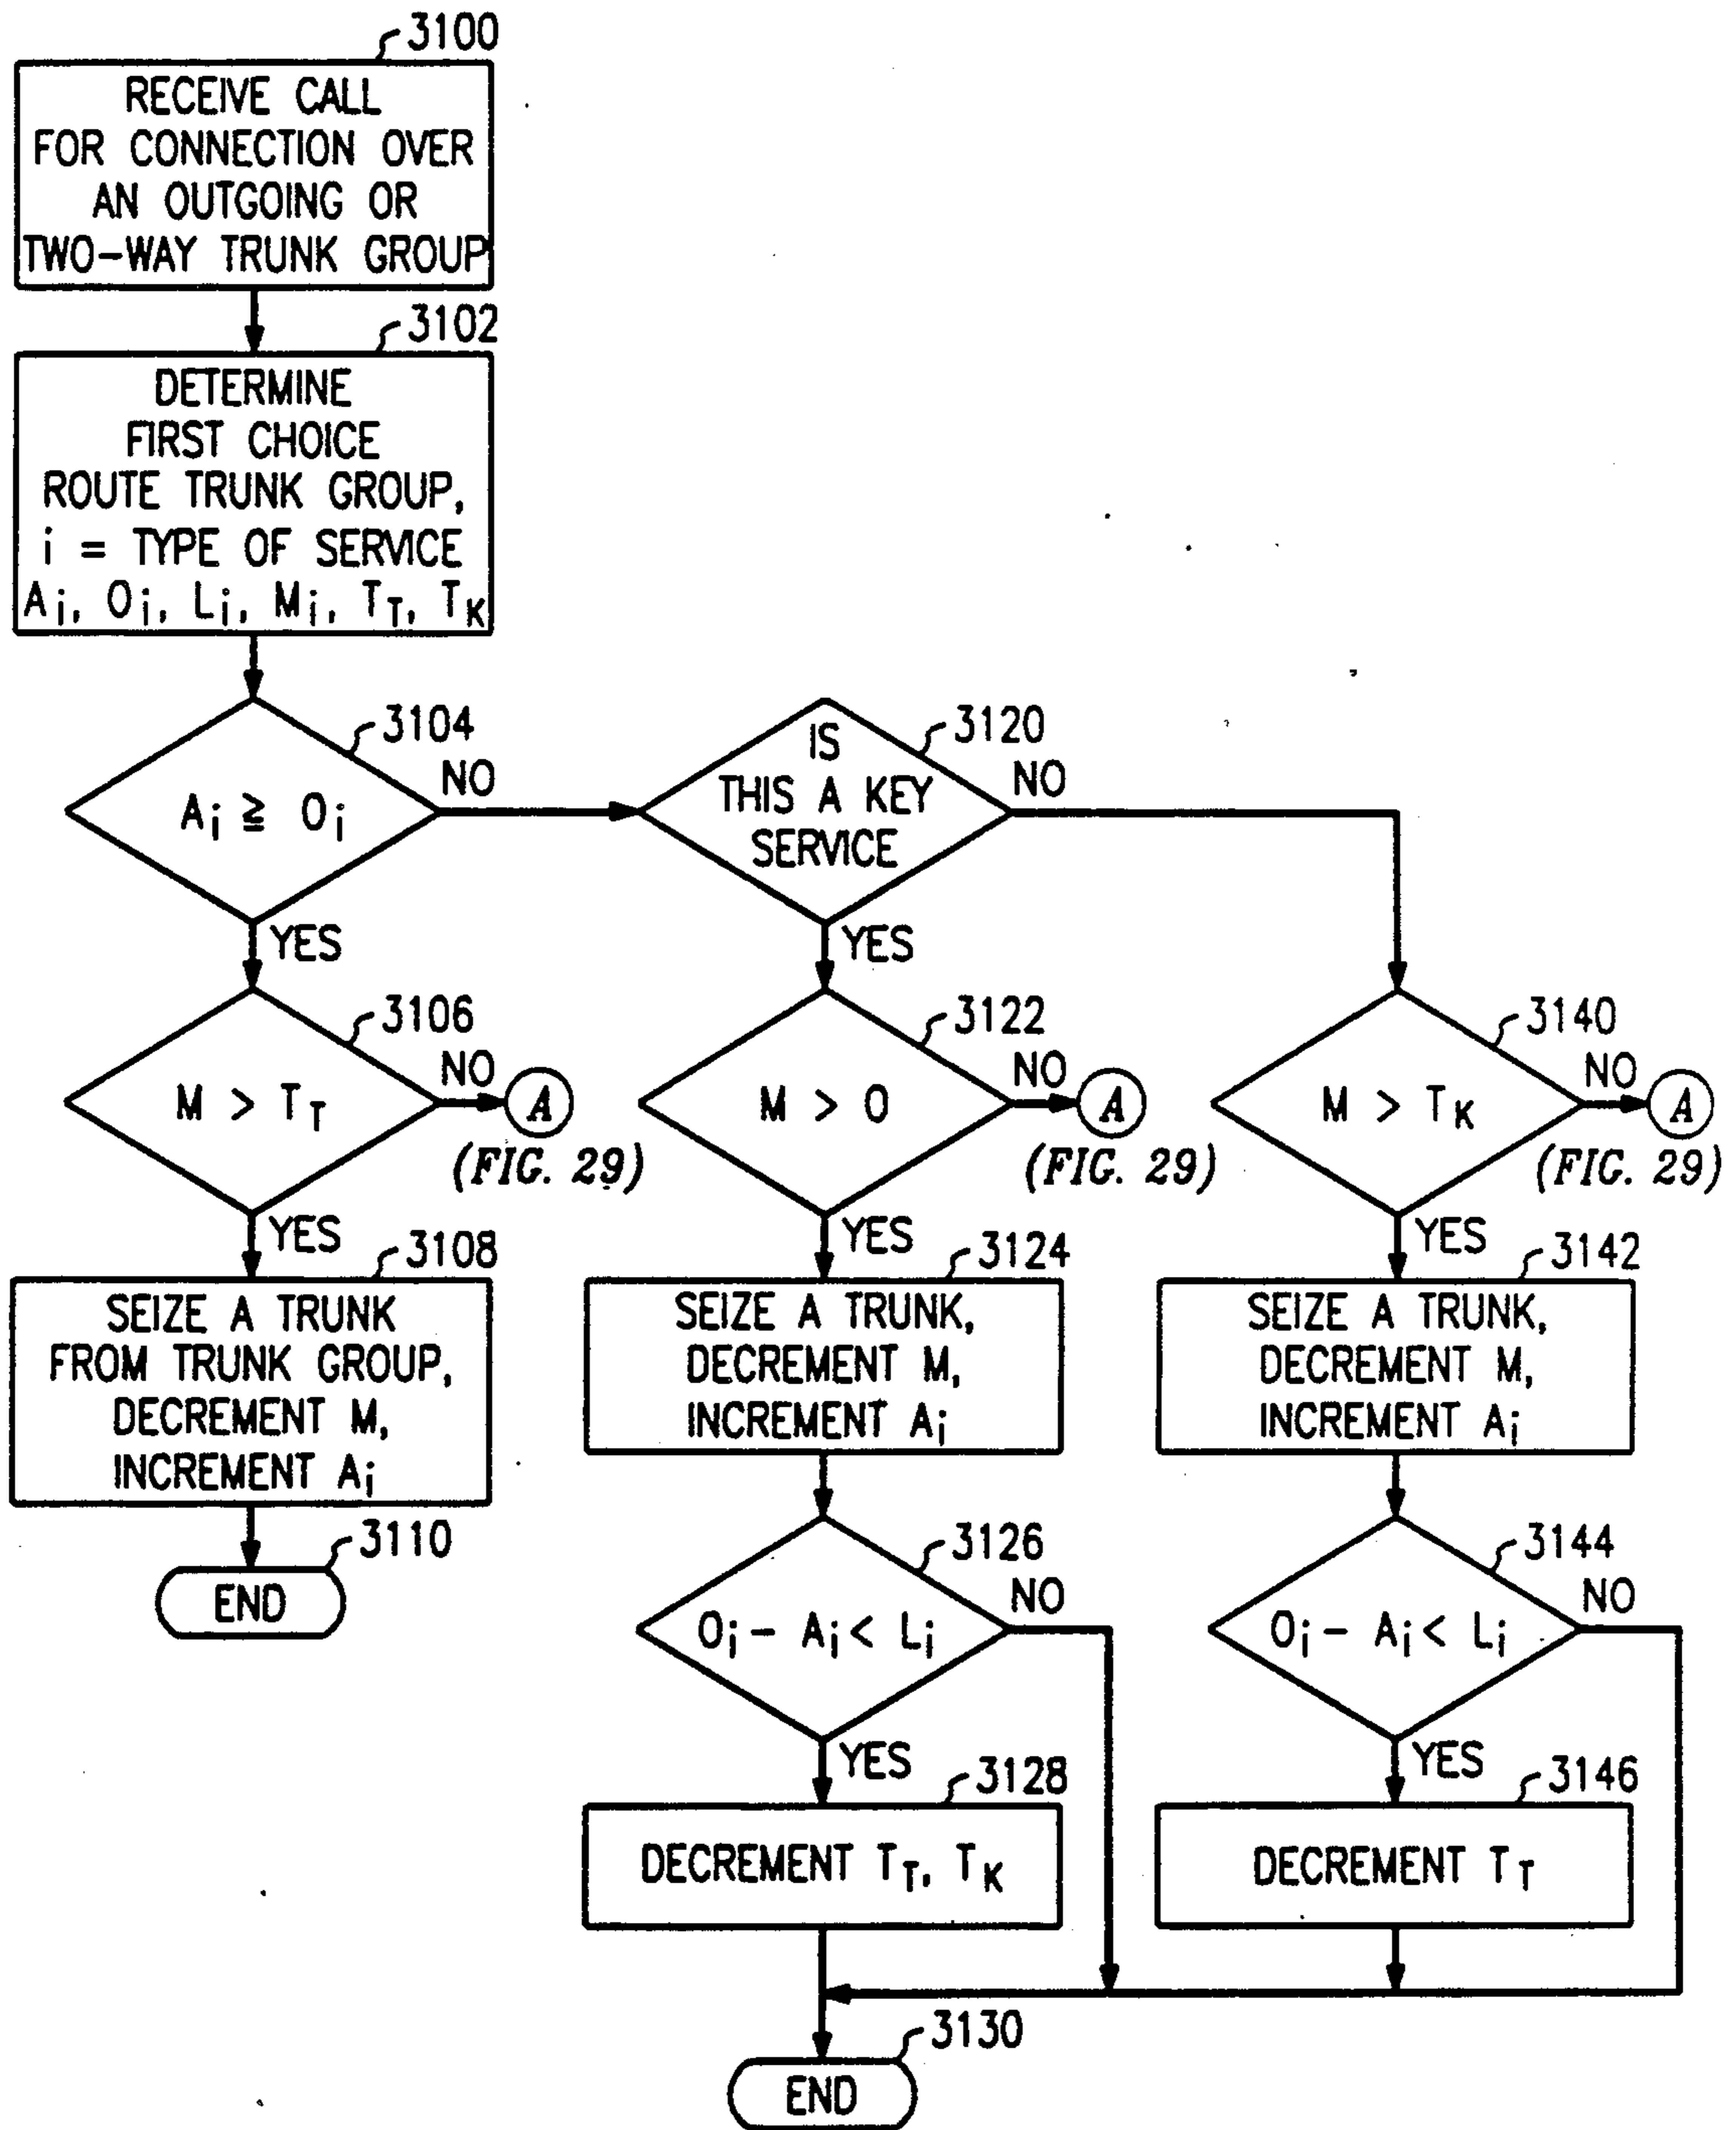 3100
RECEIVE CALL
FOR CONNECTION OVER
AN OUTGOING OR
TWO-WAY TRUNK GROUP
3102
DETERMINE
FIRST CHOICE
ROUTE TRUNK GROUP,
i = TYPE OF SERVICE
Ai, Oi, Li, Mi, TT, TK
3104
Ai ≧ Oi
NO
YES
3120
IS
THIS A KEY
SERVICE
NO
YES
3106
M > TT
NO
A
(FIG. 29)
YES
3122
M > 0
NO
A
(FIG. 29)
YES
3140
M > TK
NO
A
(FIG. 29)
YES
3108
SEIZE A TRUNK
FROM TRUNK GROUP,
DECREMENT M,
INCREMENT Ai
3110
END
3124
SEIZE A TRUNK,
DECREMENT M,
INCREMENT Ai
3142
SEIZE A TRUNK,
DECREMENT M,
INCREMENT Ai
3126
Oi - Ai < Li
NO
YES
3144
Oi - Ai < Li
NO
YES
3128
DECREMENT TT, TK
3146
DECREMENT TT
3130
END